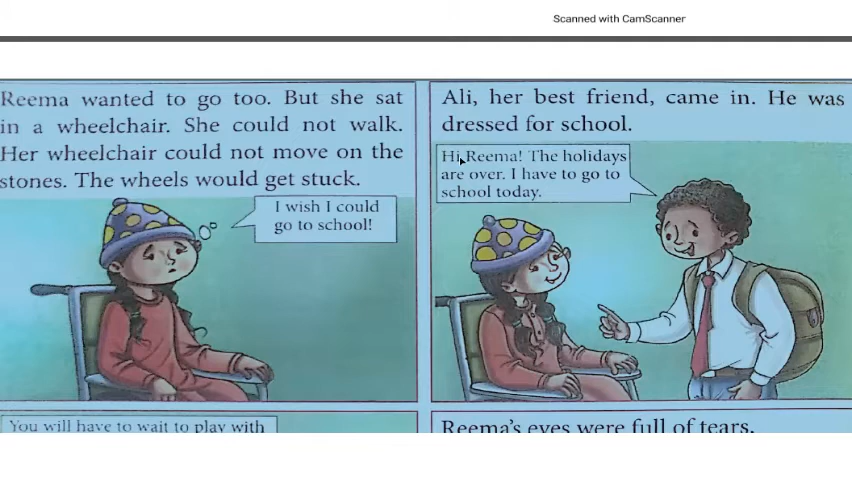 Scanned with CamScanner
Reema wanted to go too. But she sat
in a wheelchair. She could not walk.
Her wheelchair could not move on the
stones. The wheels would get stuck.
I wish I could
go to school!
Ali, her best friend, came in. He was
dressed for school.
Hi Reema! The holidays
are over. I have to go to
school today.
You will have to wait to play with
Reema's eyes were full of tears.